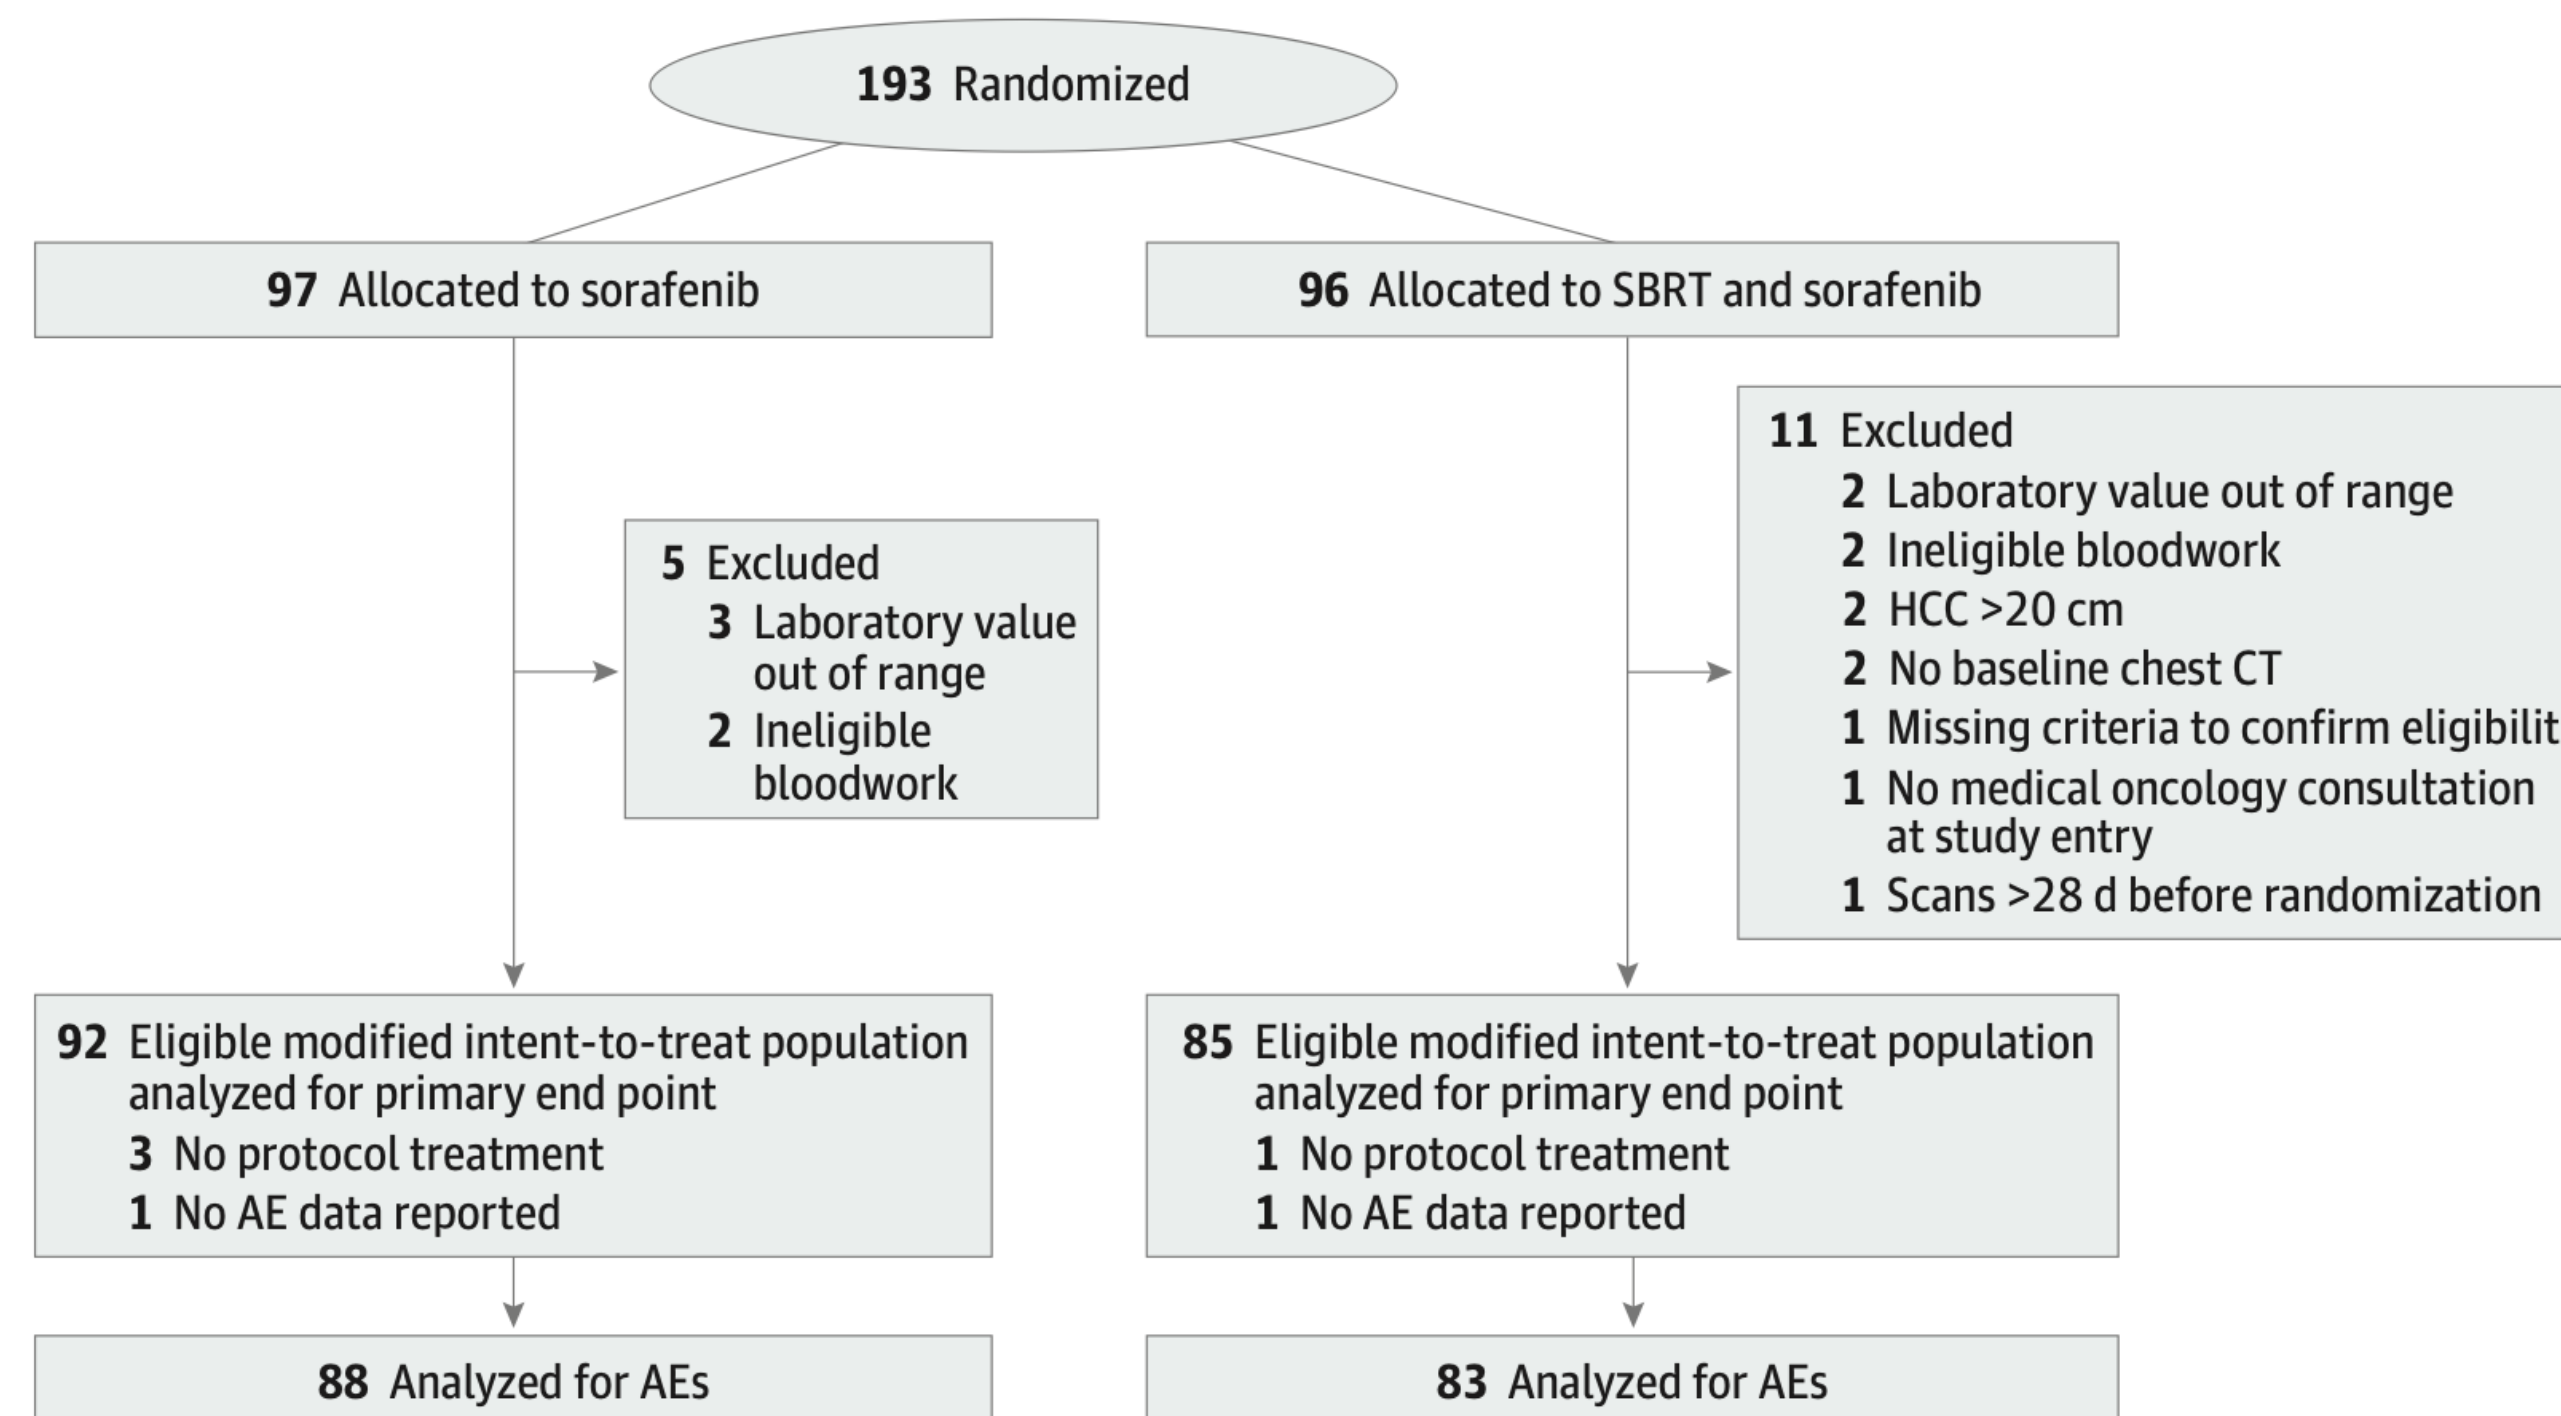 193 Randomized
97 Allocated to sorafenib
96 Allocated to SBRT and sorafenib
5 Excluded
3 Laboratory value
out of range
2 Ineligible
bloodwork
11 Excluded
2 Laboratory value out of range
2 Ineligible bloodwork
2 HCC >20 cm
2 No baseline chest CT
1 Missing criteria to confirm eligibilit
1 No medical oncology consultation
at study entry
1 Scans >28 d before randomization
92 Eligible modified intent-to-treat population
analyzed for primary end point
3 No protocol treatment
1 No AE data reported
85 Eligible modified intent-to-treat population
analyzed for primary end point
1 No protocol treatment
1 No AE data reported
88 Analyzed for AEs
83 Analyzed for AEs